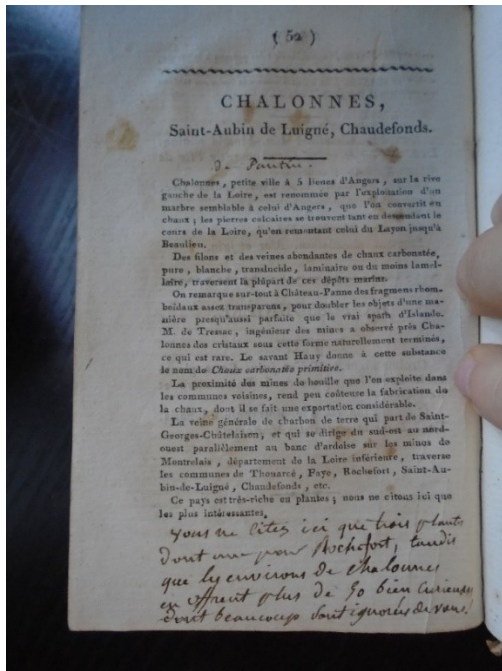 ( 52 )
CHALONNES,
Saint-Aubin de Luigné, Chaudefonds.
de Pantin.
Chalonnes, petite ville à 5 lieues d'Angers, sur la rive
gauche de la Loire, est renommée par l'exploitation d'un
marbre semblable à celui d'Angers, que l'on convertit en
chaux; les pierres calcaires se trouvent tant en descendant le
cours de la Loire, qu'en remontant celui du Layon jusqu'à
Beaulieu.
Des filons et des veines abondantes de chaux carbonatée,
pure, blanche, translucide, laminaire ou du moins lamel-
loire, traversent la plupart de ces dépôts marins.
On remarque sur-tout à Château-Panne des fragmens rhom-
boïdaux assez transparens, pour doubler les objets d'une ma-
nière presqu'aussi parfaite que le vrai spath d'Islande.
M. de Tressac, ingénieur des mines a observé près Cha-
lonnes des cristaux sous cette forme naturellement terminés,
ce qui est rare. Le savant Hauy donne à cette substance
le nom de Chaux carbonatée primitive.
La proximité des mines de houille que l'on exploite dans
les communes voisines, rend peu coûteuse la fabrication de
la chaux, dont il se fait une exportation considérable.
La veine générale de charbon de terre qui part de Saint-
Georges-Châtelaison, et qui se dirige du sud-est au nord-
ouest parallèlement au banc d'ardoise sur les mines de
Montrelais, département de la Loire inférieure, traverse
les communes de Thouarcé, Faye, Rochefort, Saint-Au-
bin-de-Luigné, Chaudefonds, etc.
Ce pays est très-riche en plantes; nous ne citons ici que
les plus intéressantes.
vous ne citez ici que trois plants
dont une pour Rochefort, tandis
que les environs de chalonnes
en offrent plus de 50 bien curieuses
dont beaucoup sont ignorées de vous.